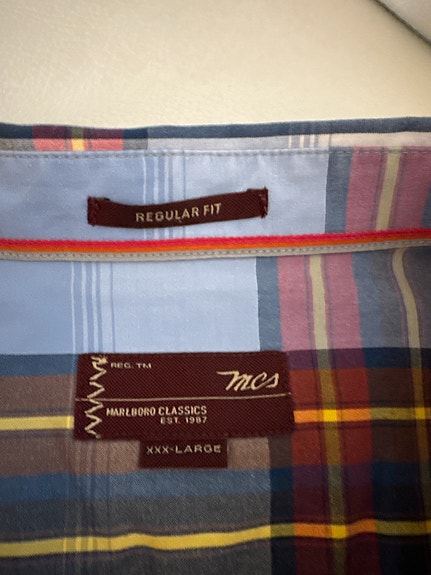 REGULAR FIT
REG. TM
mcs
MARLBORO CLASSICS
EST. 1987
XXX-LARGE